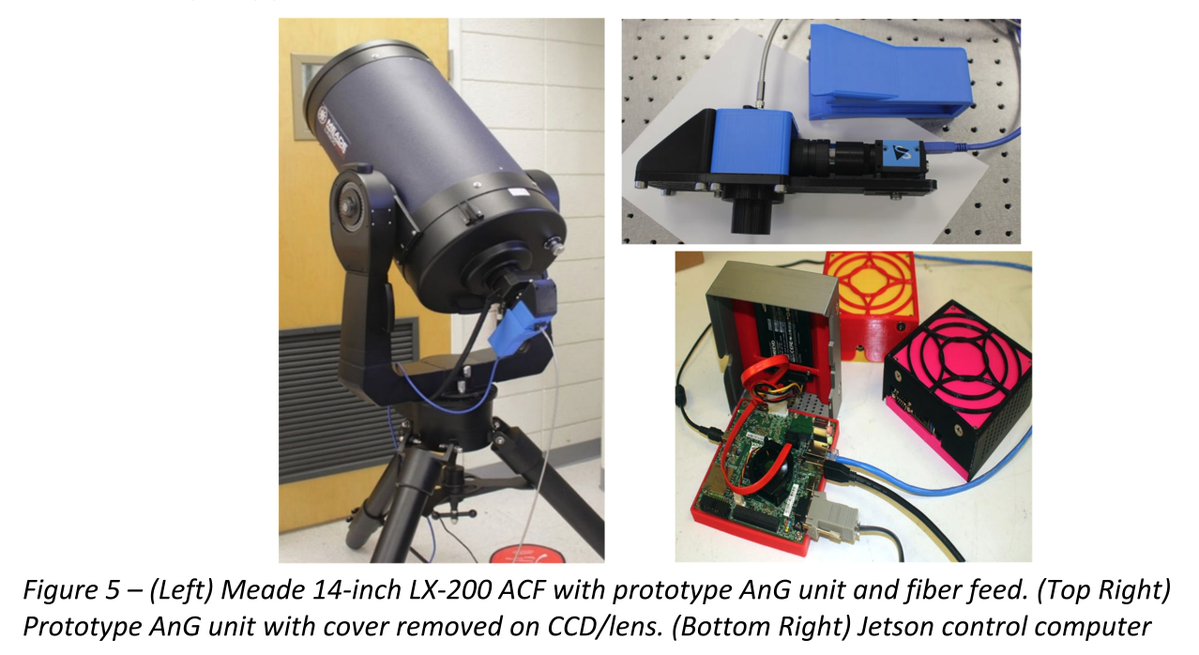 MEADE
Figure 5 – (Left) Meade 14-inch LX-200 ACF with prototype AnG unit and fiber feed. (Top Right)
Prototype AnG unit with cover removed on CCD/lens. (Bottom Right) Jetson control computer